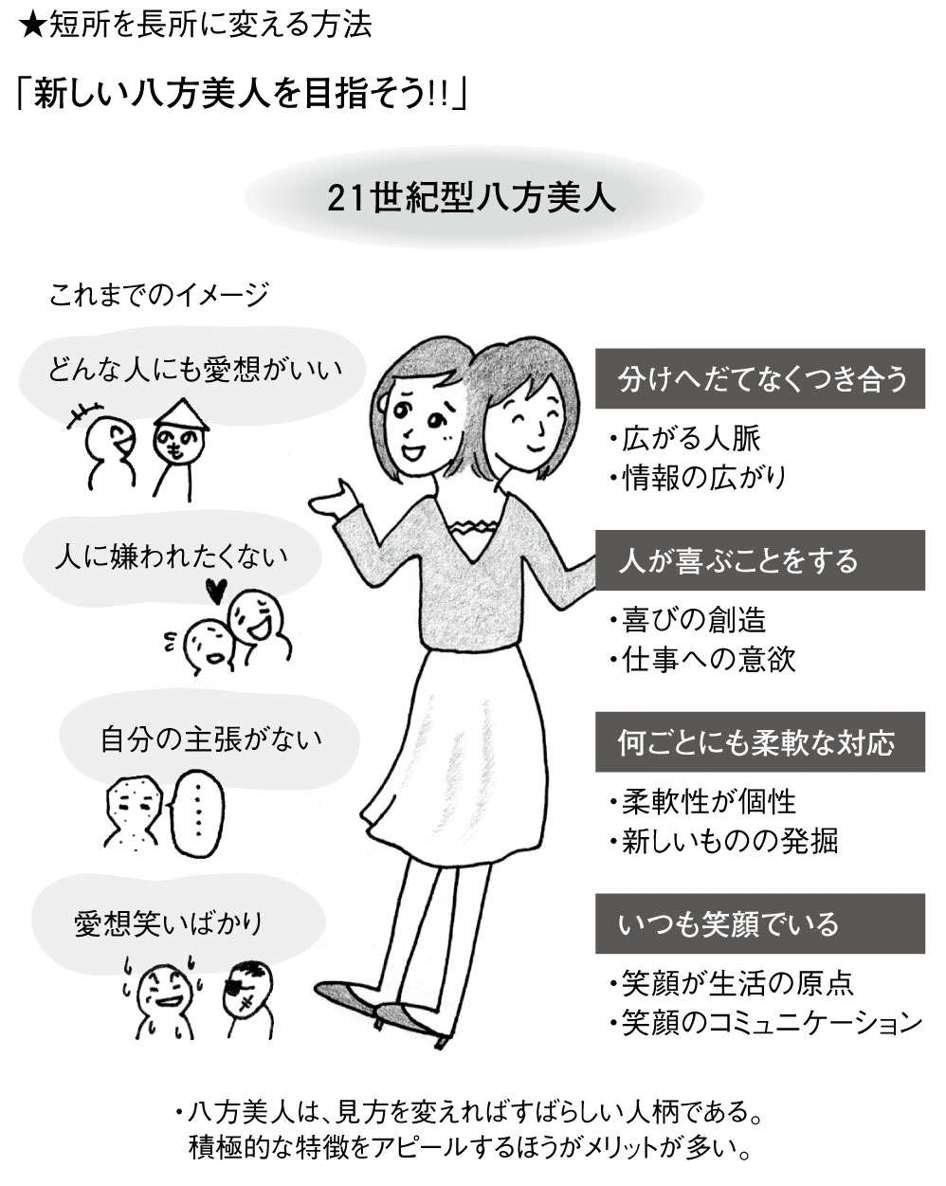 ★短所を長所に変える方法
「新しい八方美人を目指そう!!」
21世紀型八方美人
これまでのイメージ
どんな人にも愛想がいい
人に嫌われたくない
自分の主張がない
愛想笑いばかり
分けへだてなくつき合う
・広がる人脈
・情報の広がり
人が喜ぶことをする
・喜びの創造
・仕事への意欲
何ごとにも柔軟な対応
・柔軟性が個性
・新しいものの発掘
いつも笑顔でいる
・笑顔が生活の原点
・笑顔のコミュニケーション
・八方美人は、見方を変えればすばらしい人柄である。
積極的な特徴をアピールするほうがメリットが多い。